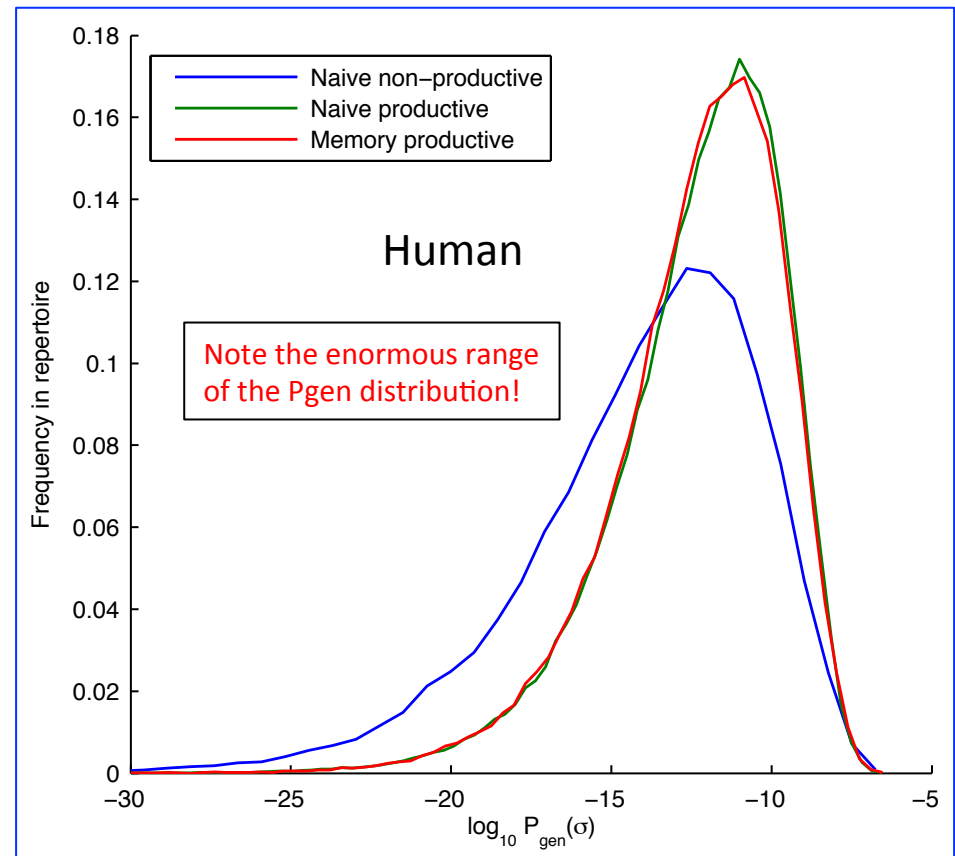 0.18
0.16
0.14
0.12
0.1
0.08
0.06
0.04
0.02
0
Frequency in repertoire
Naive non−productive
Naive productive
Memory productive
Human
Note the enormous range
of the Pgen distribution!
−30 −25 −20 −15 −10 −5
log10 Pgen(σ)